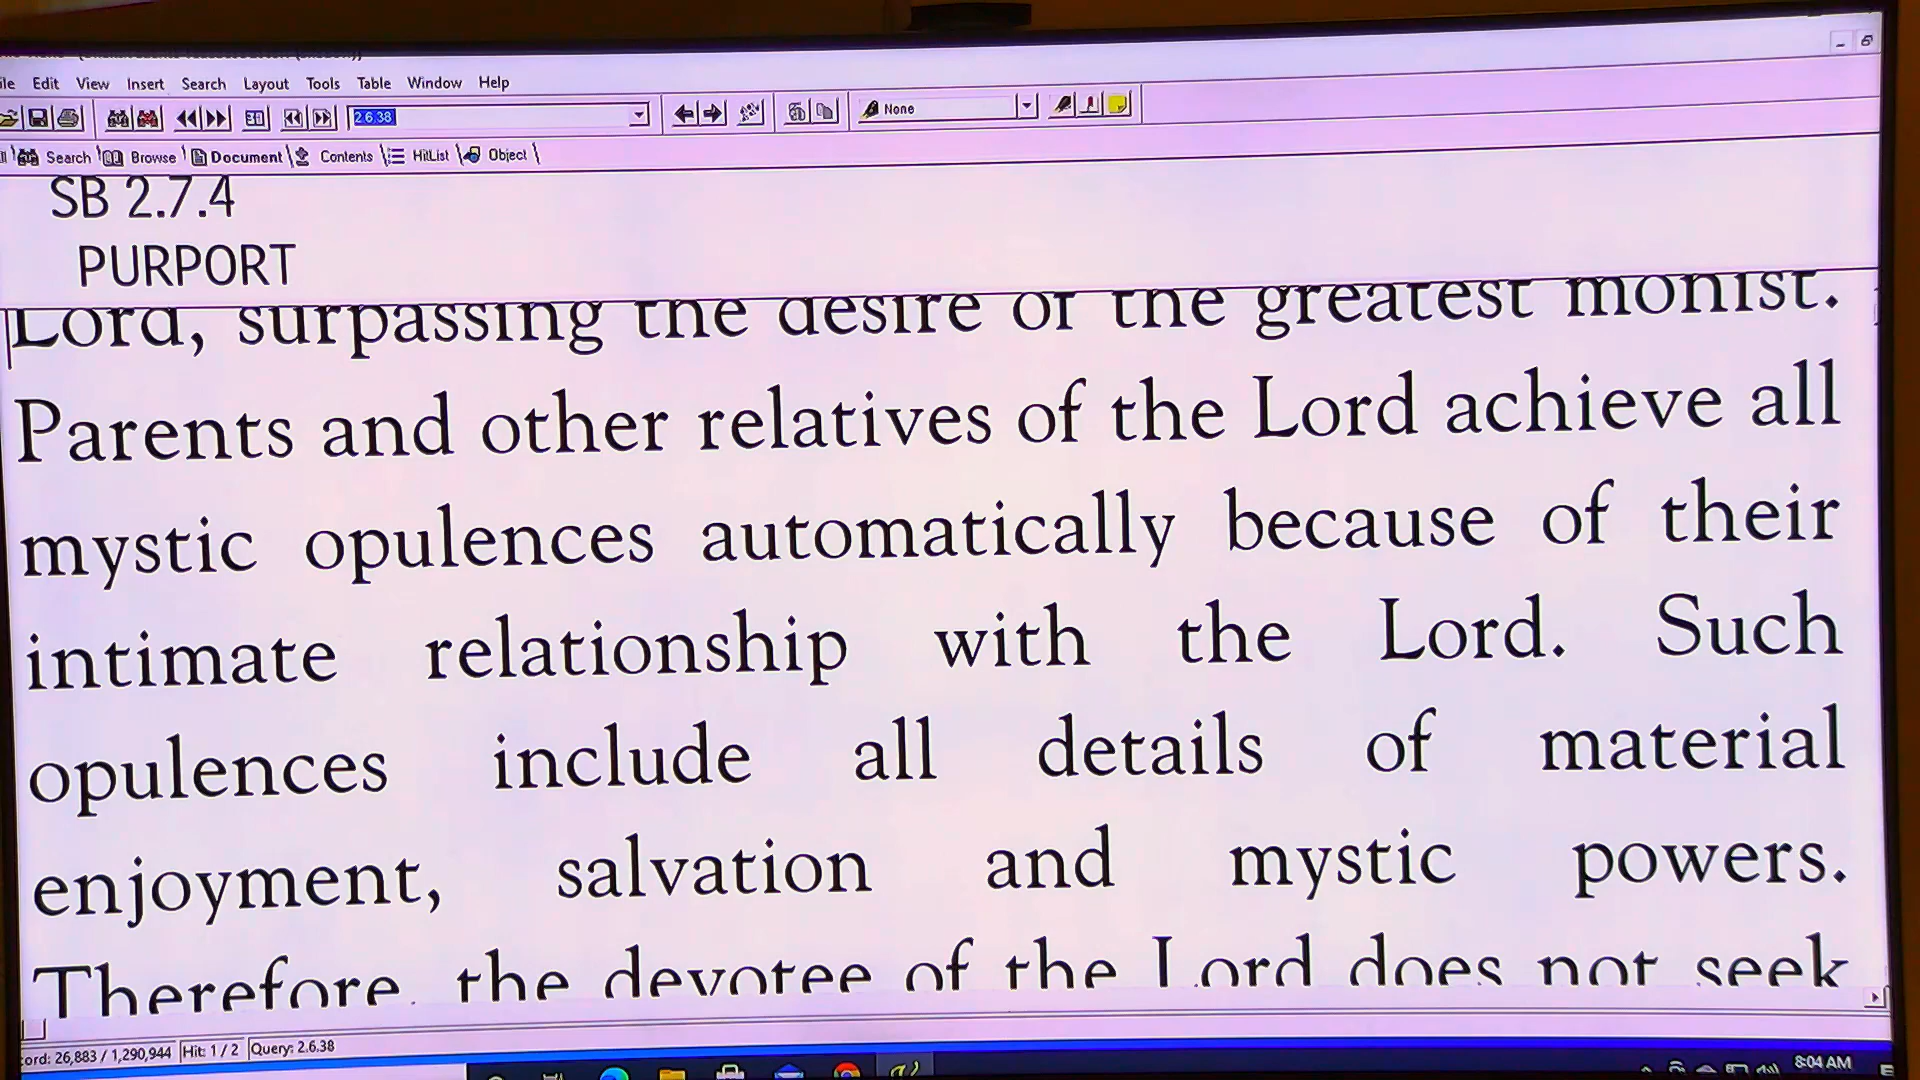 Edit View Insert Search Layout Tools Table Window Help
2.6.38
None
Search Browse Document Contents HitList Object
SB 2.7.4
PURPORT
Lord, surpassing the desire of the greatest monist.
Parents and other relatives of the Lord achieve all
mystic opulences automatically because of their
intimate relationship with the Lord. Such
opulences include all details of material
enjoyment, salvation and mystic powers.
Therefore, the devotee of the Lord does not seek
ord: 26,883 / 1,290,944 Hit: 1 / 2 Query: 2.6.38
8:04 AM